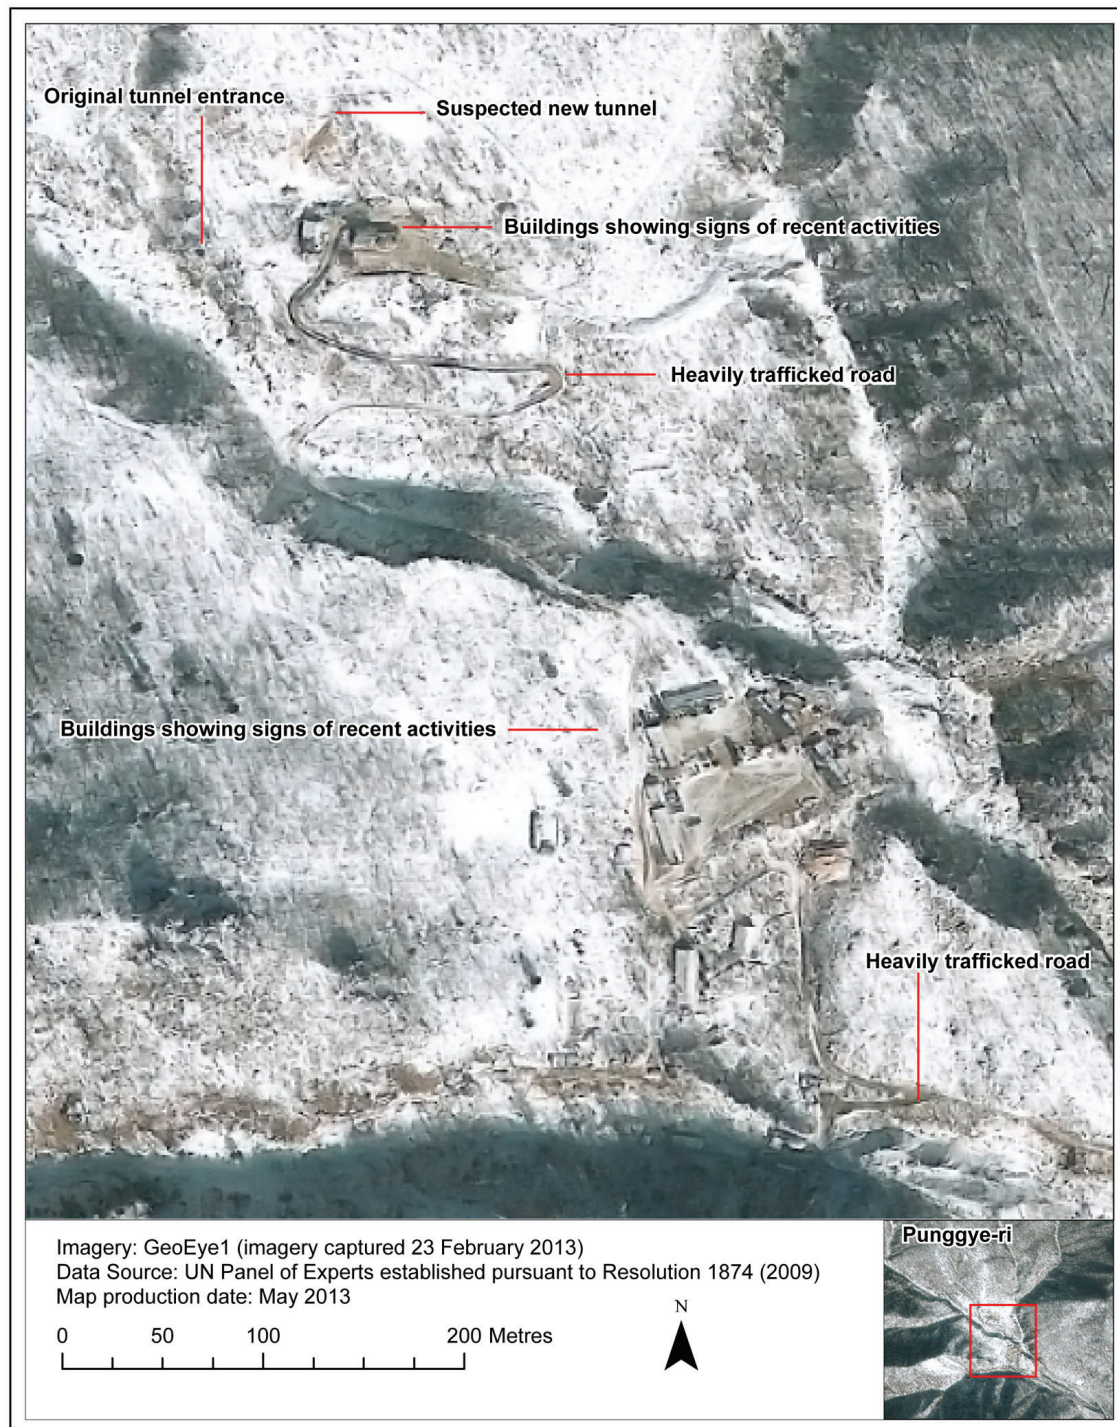 Original tunnel entrance
Suspected new tunnel
Buildings showing signs of recent activities
Heavily trafficked road
Buildings showing signs of recent activities
Heavily trafficked road
Imagery: GeoEye1 (imagery captured 23 February 2013)
Data Source: UN Panel of Experts established pursuant to Resolution 1874 (2009)
Map production date: May 2013
0 50 100 200 Metres
N
Punggye-ri